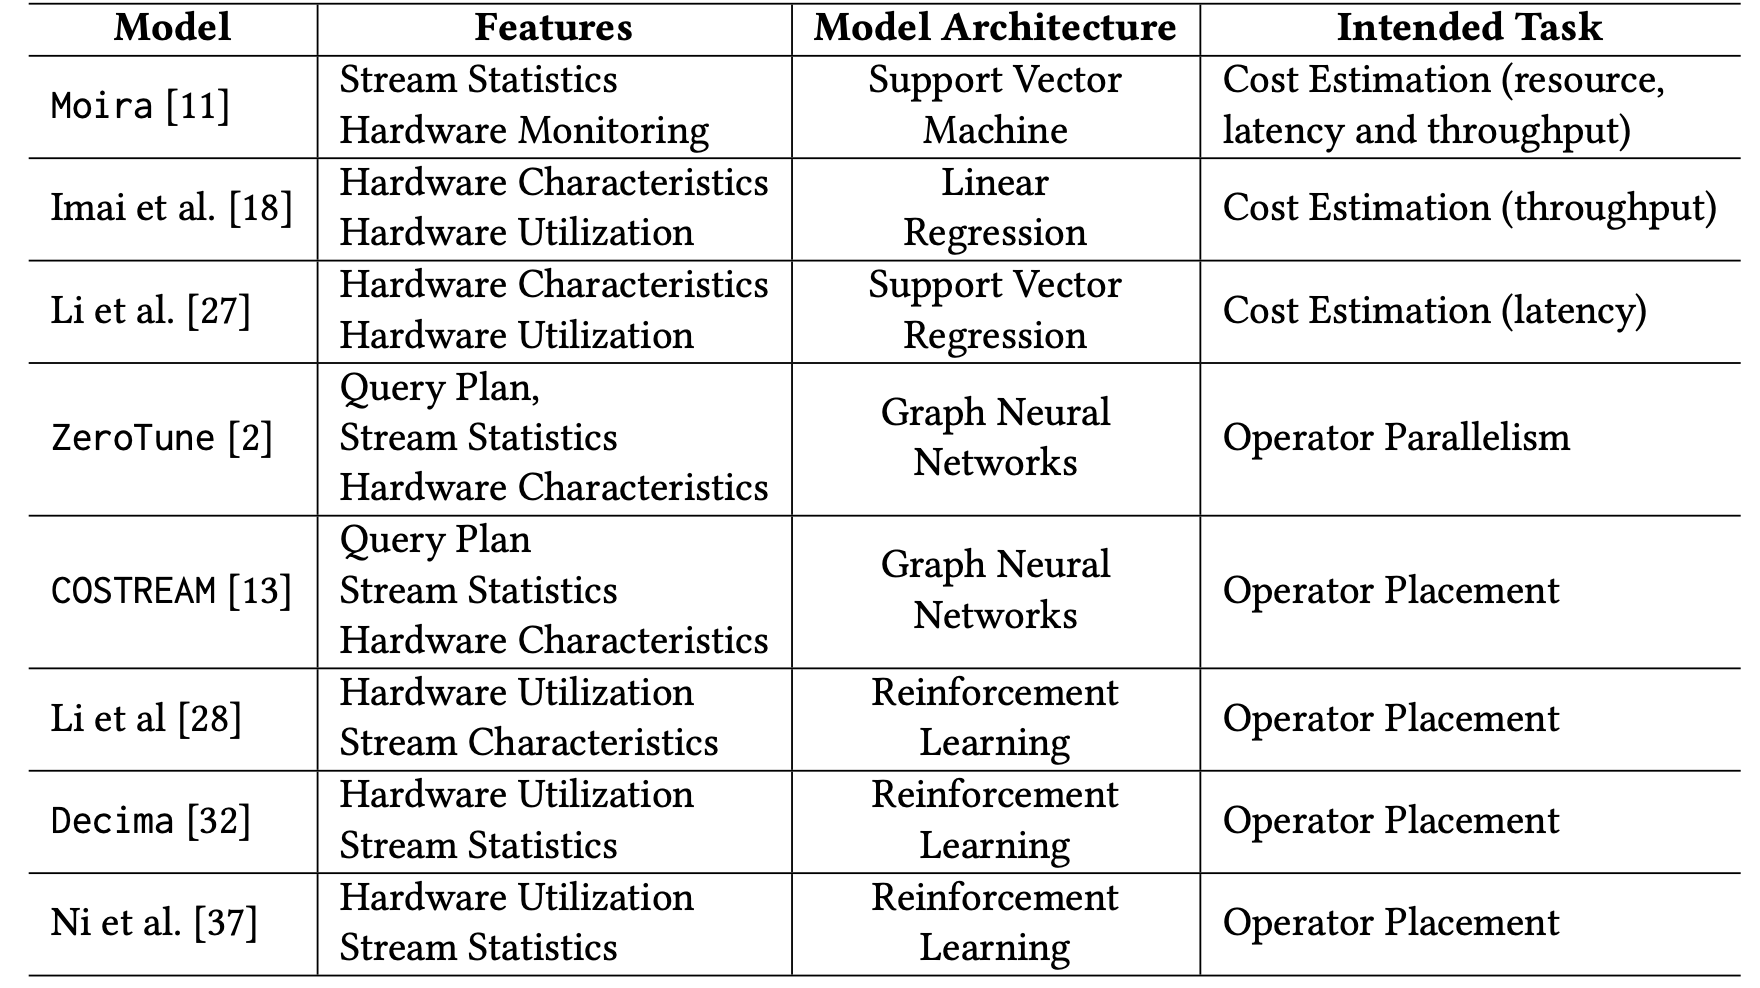 Model Features Model Architecture Intended Task
Moira [11]
Stream Statistics
Hardware Monitoring
Support Vector
Machine
Cost Estimation (resource,
latency and throughput)
Imai et al. [18]
Hardware Characteristics
Hardware Utilization
Linear
Regression
Cost Estimation (throughput)
Li et al. [27]
Hardware Characteristics
Hardware Utilization
Support Vector
Regression
Cost Estimation (latency)
ZeroTune [2]
Query Plan,
Stream Statistics
Hardware Characteristics
Graph Neural
Networks
Operator Parallelism
COSTREAM [13]
Query Plan
Stream Statistics
Hardware Characteristics
Graph Neural
Networks
Operator Placement
Li et al [28]
Hardware Utilization
Stream Characteristics
Reinforcement
Learning
Operator Placement
Decima [32]
Hardware Utilization
Stream Statistics
Reinforcement
Learning
Operator Placement
Ni et al. [37]
Hardware Utilization
Stream Statistics
Reinforcement
Learning
Operator Placement